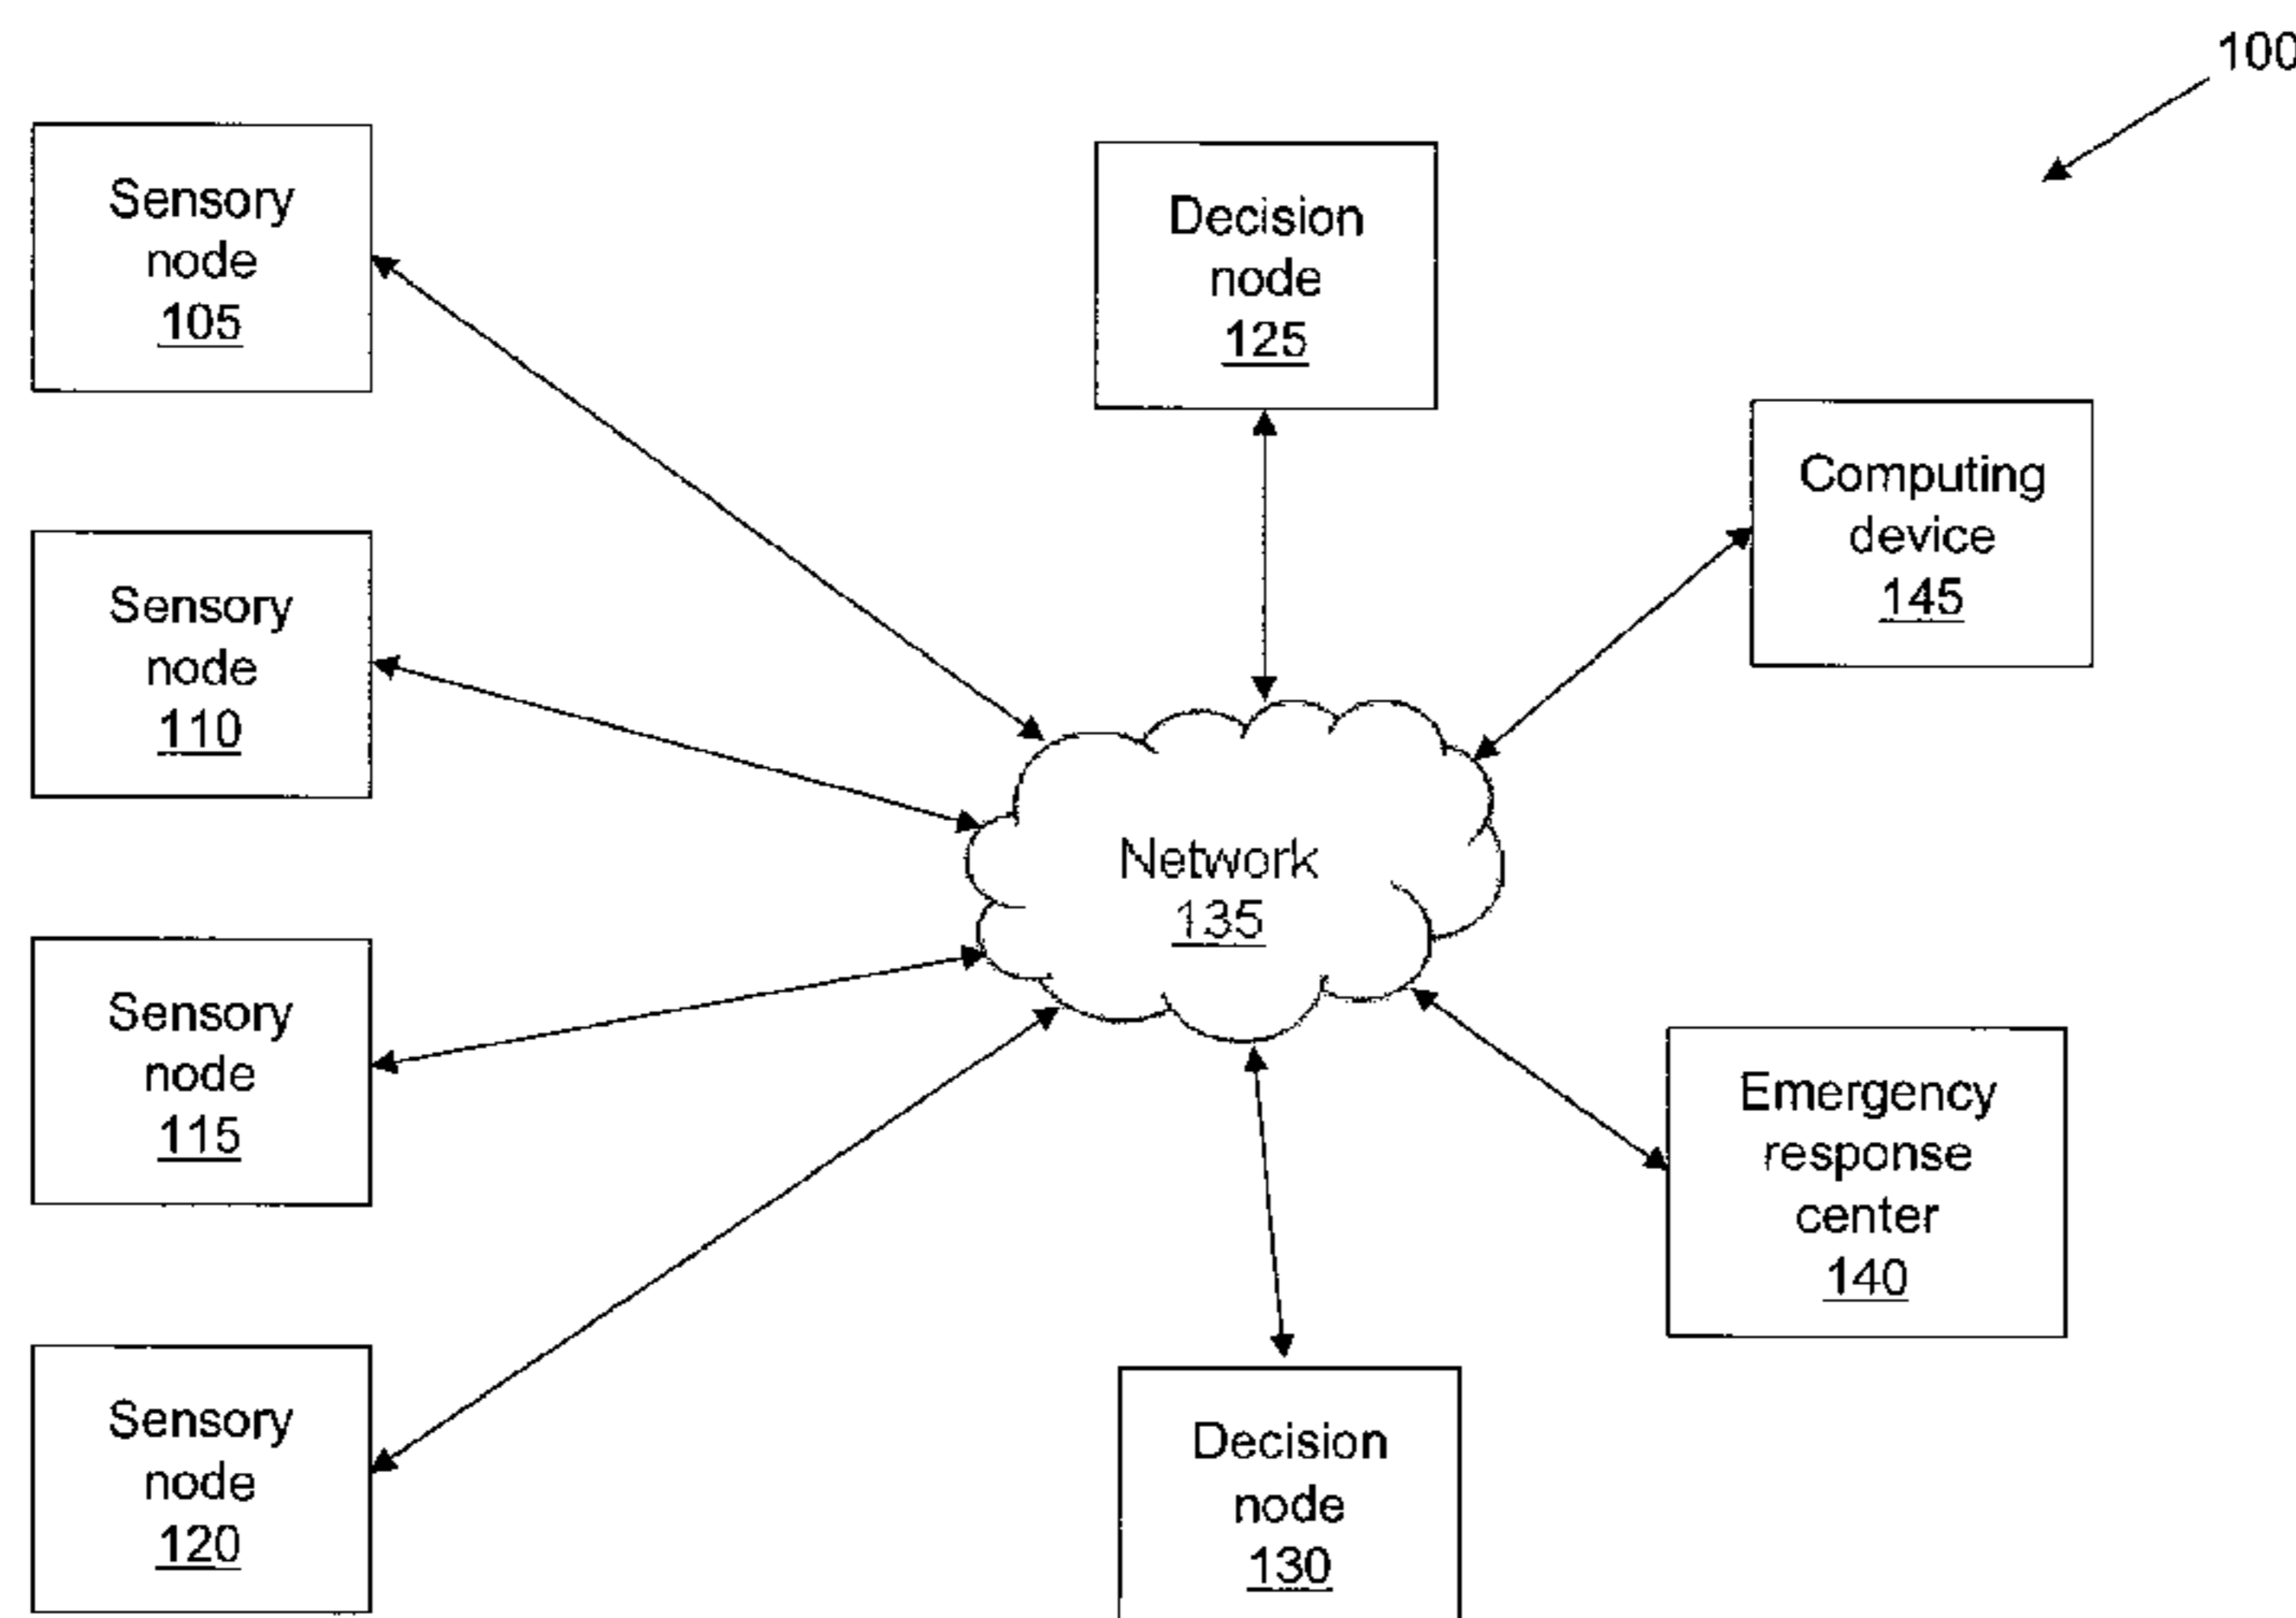 100
Sensory
node
105
Decision
node
125
Computing
device
145
Sensory
node
110
Network
135
Sensory
node
115
Emergency
response
center
140
Sensory
node
120
Decision
node
130